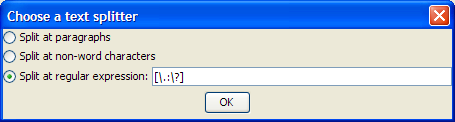 Choose a text splitter
Split at paragraphs
Split at non-word characters
Split at regular expression: [\.:\?]
OK